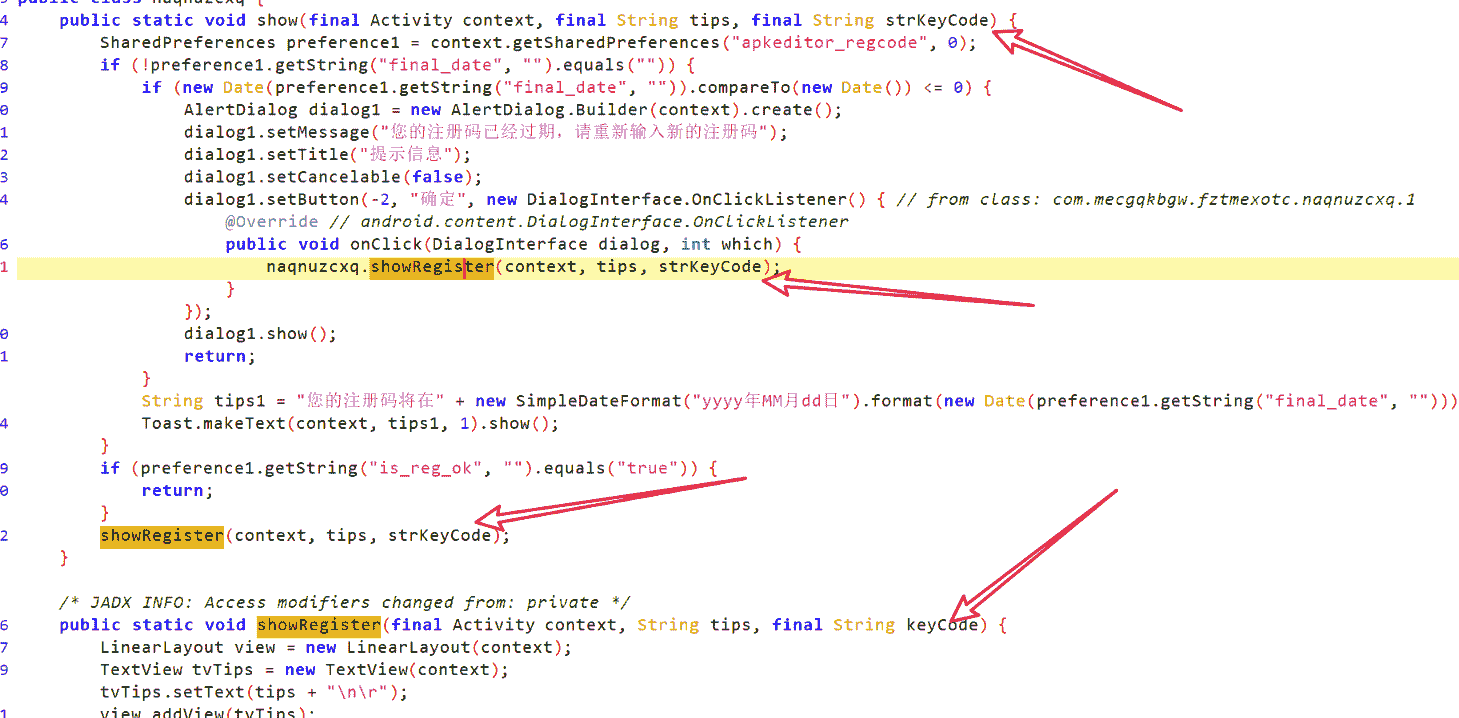 public class naqnuzcxq {
4 public static void show(final Activity context, final String tips, final String strKeyCode) {
7 SharedPreferences preference1 = context.getSharedPreferences("apkeditor_regcode", 0);
8 if (!preference1.getString("final_date", "").equals("")) {
9 if (new Date(preference1.getString("final_date", "")).compareTo(new Date()) <= 0) {
0 AlertDialog dialog1 = new AlertDialog.Builder(context).create();
1 dialog1.setMessage("您的注册码已经过期，请重新输入新的注册码");
2 dialog1.setTitle("提示信息");
3 dialog1.setCancelable(false);
4 dialog1.setButton(-2, "确定", new DialogInterface.OnClickListener() { // from class: com.mecgqkbgw.fztmexotc.naqnuzcxq.1
@Override // android.content.DialogInterface.OnClickListener
6 public void onClick(DialogInterface dialog, int which) {
1 naqnuzcxq.showRegister(context, tips, strKeyCode);
}
});
0 dialog1.show();
1 return;
}
String tips1 = "您的注册码将在" + new SimpleDateFormat("yyyy年MM月dd日").format(new Date(preference1.getString("final_date", "")))
4 Toast.makeText(context, tips1, 1).show();
}
9 if (preference1.getString("is_reg_ok", "").equals("true")) {
0 return;
}
2 showRegister(context, tips, strKeyCode);
}
/* JADX INFO: Access modifiers changed from: private */
6 public static void showRegister(final Activity context, String tips, final String keyCode) {
7 LinearLayout view = new LinearLayout(context);
9 TextView tvTips = new TextView(context);
tvTips.setText(tips + "\n\r");
1 view.addView(tvTips);